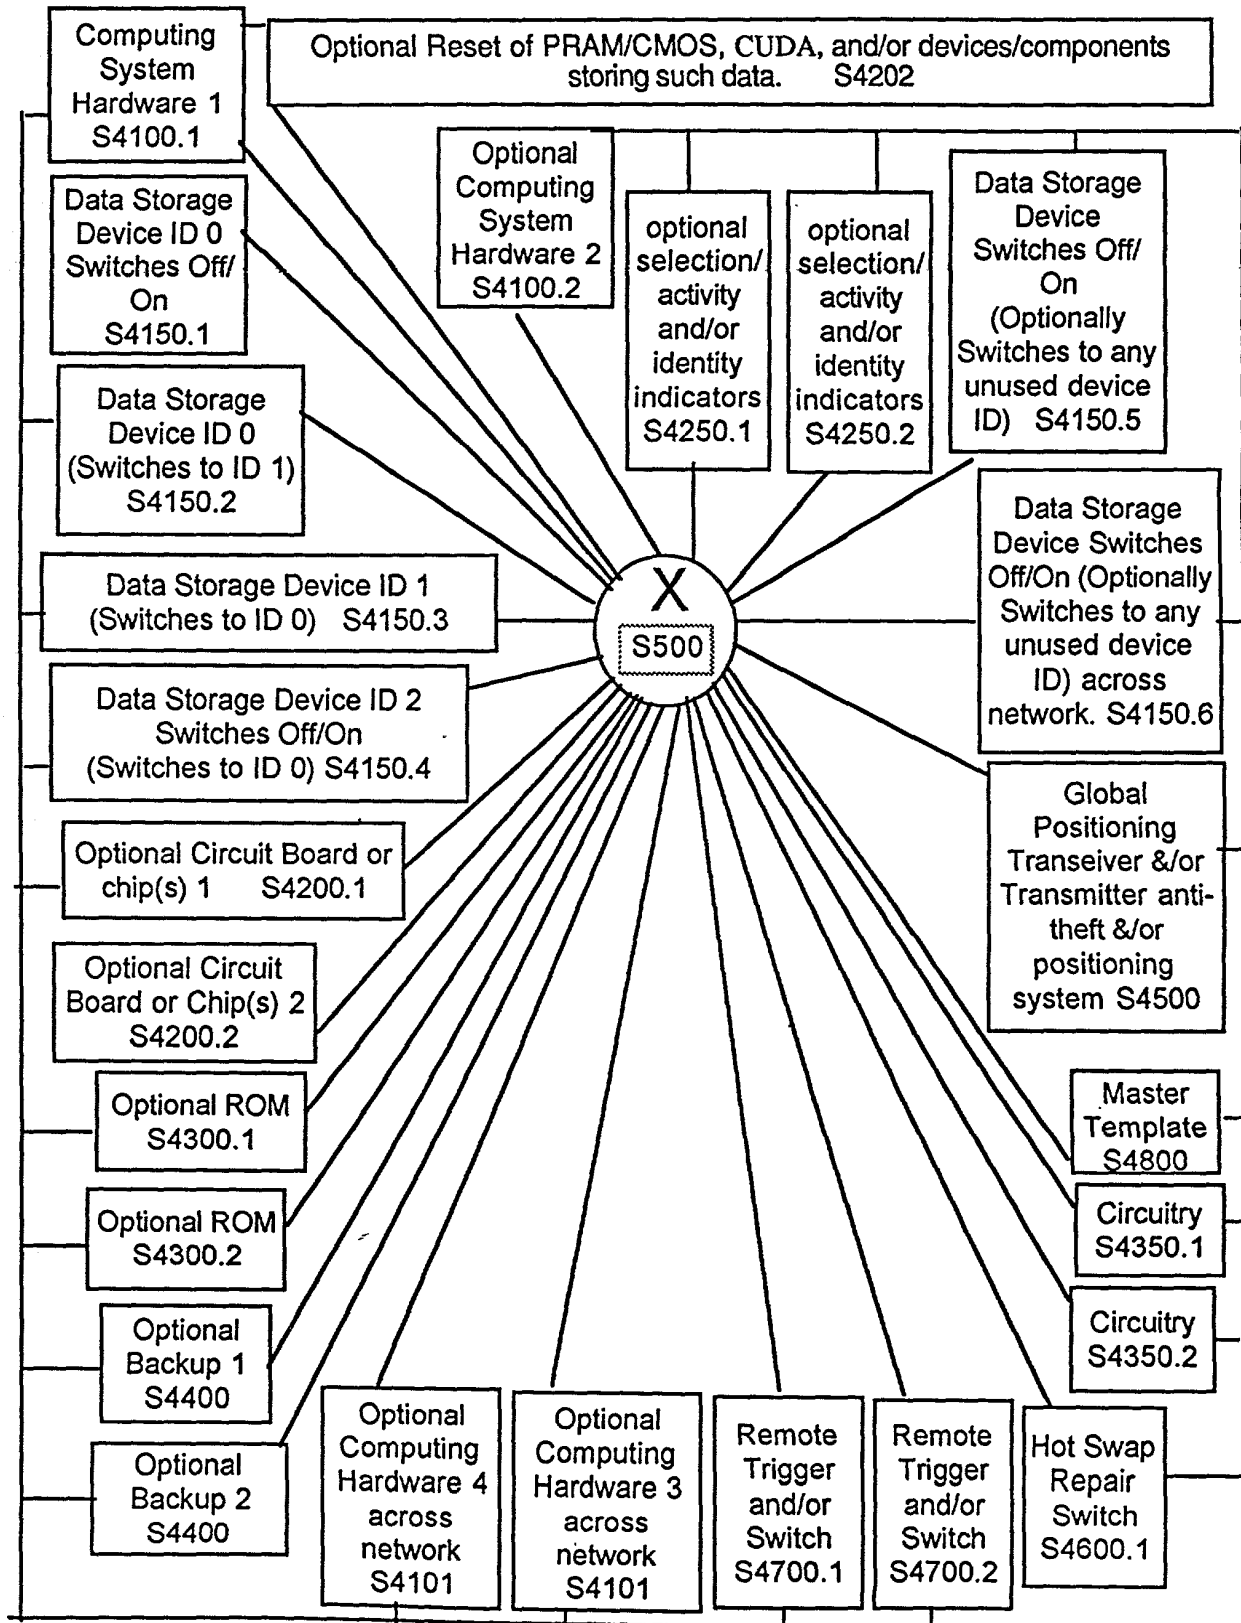 Computing
System
Hardware 1
S4100.1
Optional Reset of PRAM/CMOS, CUDA, and/or devices/components
storing such data. S4202
Optional
Computing
System
Hardware 2
S4100.2
optional
selection/
activity
and/or
identity
indicators
S4250.1
optional
selection/
activity
and/or
identity
indicators
S4250.2
Data Storage
Device
Switches Off/
On
(Optionally
Switches to any
unused device
ID) S4150.5
Data Storage
Device ID 0
Switches Off/
On
S4150.1
Data Storage
Device ID 0
(Switches to ID 1)
S4150.2
Data Storage Device ID 1
(Switches to ID 0) S4150.3
Data Storage Device ID 2
Switches Off/On
(Switches to ID 0) S4150.4
X
S500
Data Storage
Device Switches
Off/On (Optionally
Switches to any
unused device
ID) across
network. S4150.6
Global
Positioning
Transeiver &/or
Transmitter anti-
theft &/or
positioning
system S4500
Optional Circuit Board or
chip(s) 1 S4200.1
Optional Circuit
Board or Chip(s) 2
S4200.2
Optional ROM
S4300.1
Optional ROM
S4300.2
Optional
Backup 1
S4400
Optional
Backup 2
S4400
Master
Template
S4800
Circuitry
S4350.1
Circuitry
S4350.2
Optional
Computing
Hardware 4
across
network
S4101
Optional
Computing
Hardware 3
across
network
S4101
Remote
Trigger
and/or
Switch
S4700.1
Remote
Trigger
and/or
Switch
S4700.2
Hot Swap
Repair
Switch
S4600.1